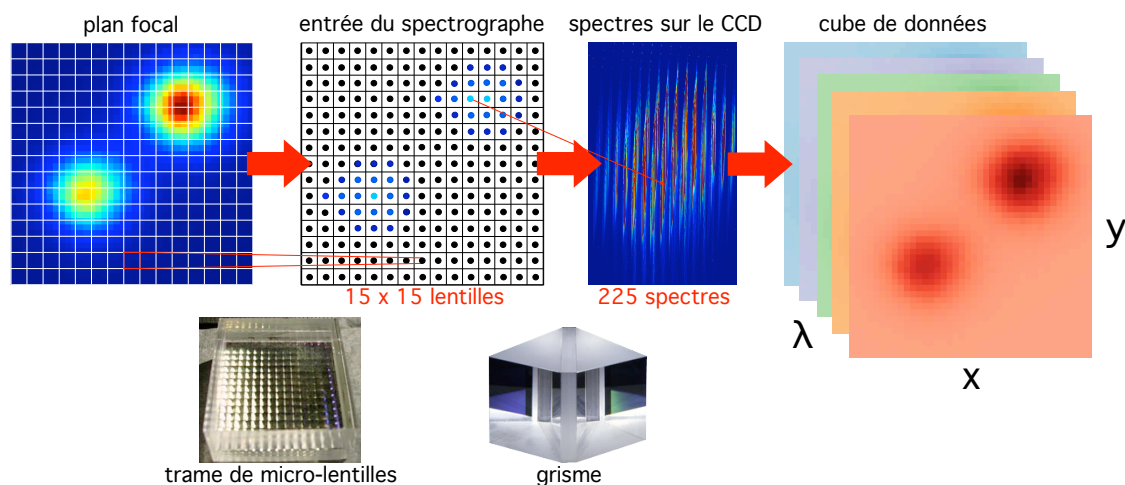 plan focal
entrée du spectrographe
spectres sur le CCD
cube de données
15 x 15 lentilles
225 spectres
y
λ
x
trame de micro-lentilles
grisme